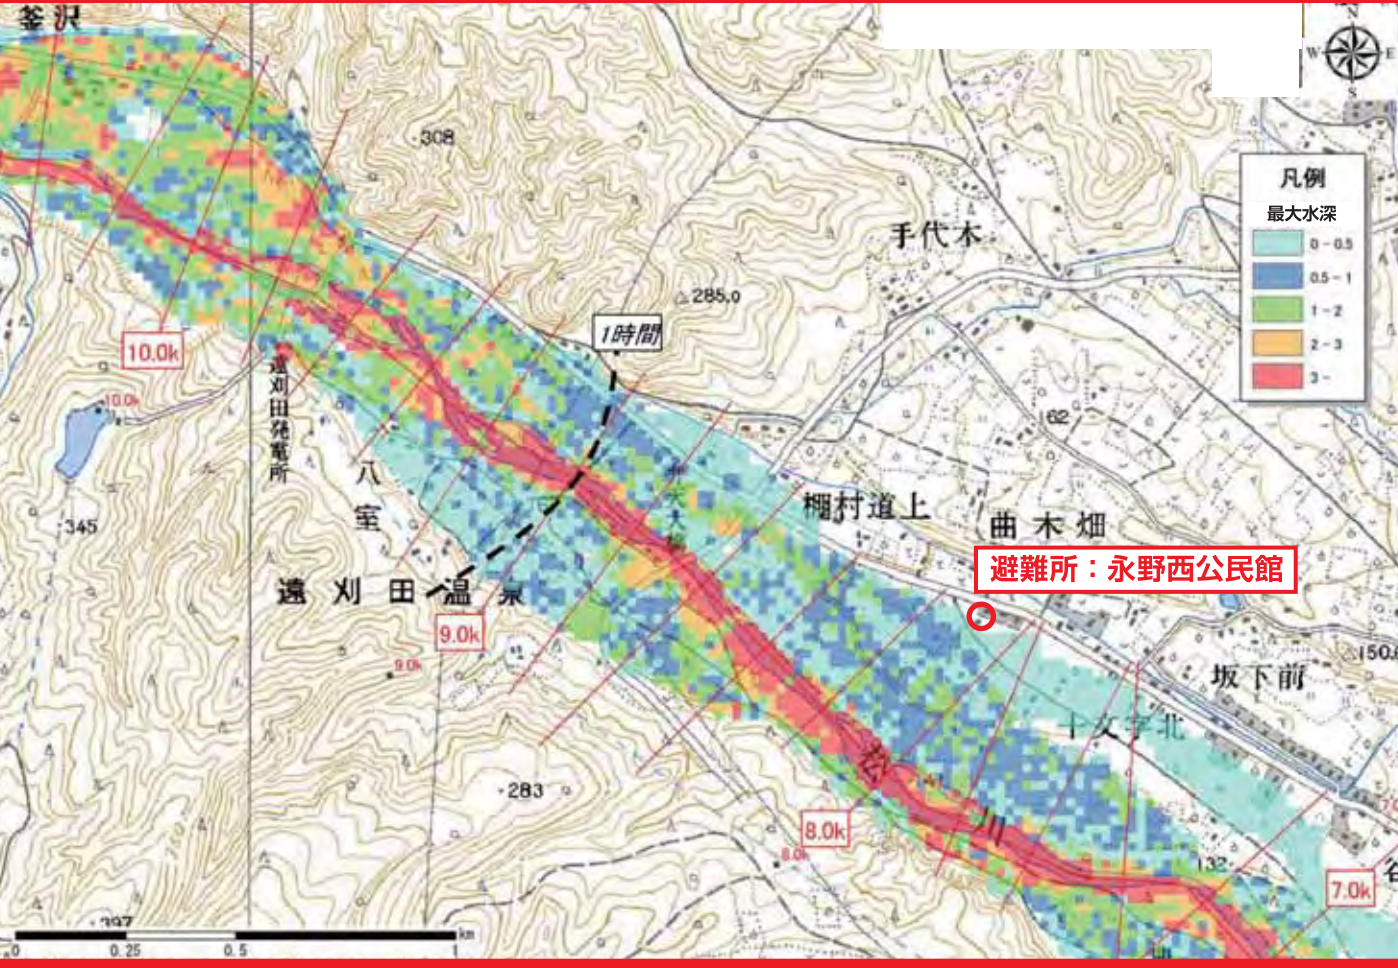 釜沢
N
W
E
S
・308
凡例
最大水深
0 - 0.5
0.5 - 1
1 - 2
2 - 3
3 -
手代木
285.0
1時間
10.0k
10.0k
遠刈田発電所
162
八室
棚村道上
曲木畑
・345
避難所：永野西公民館
遠刈田温泉
9.0k
9.0k
坂下前
150.
十文字北
松川
・283
8.0k
8.0k
132
7.0k
・397
0
0.25
0.5
1
km